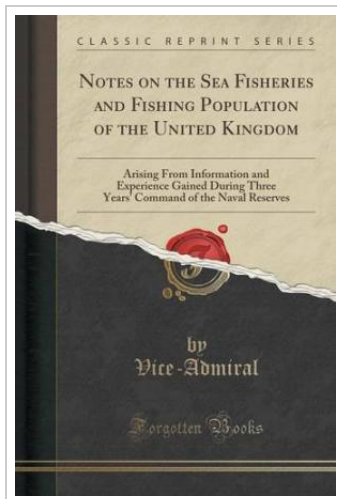 CLASSIC REPRINT SERIES
NOTES ON THE SEA FISHERIES
AND FISHING POPULATION
OF THE UNITED KINGDOM
Arising From Information and
Experience Gained During Three
Years' Command of the Naval Reserves
F
by
Vice-Admiral
Forgotten Books